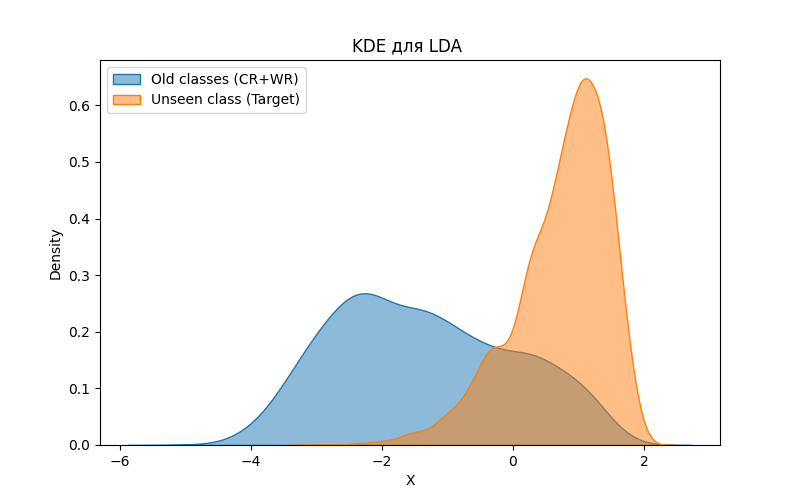 KDE для LDA
Old classes (CR+WR)
Unseen class (Target)
Density
0.6
0.5
0.4
0.3
0.2
0.1
0.0
−6 −4 −2 0 2
X